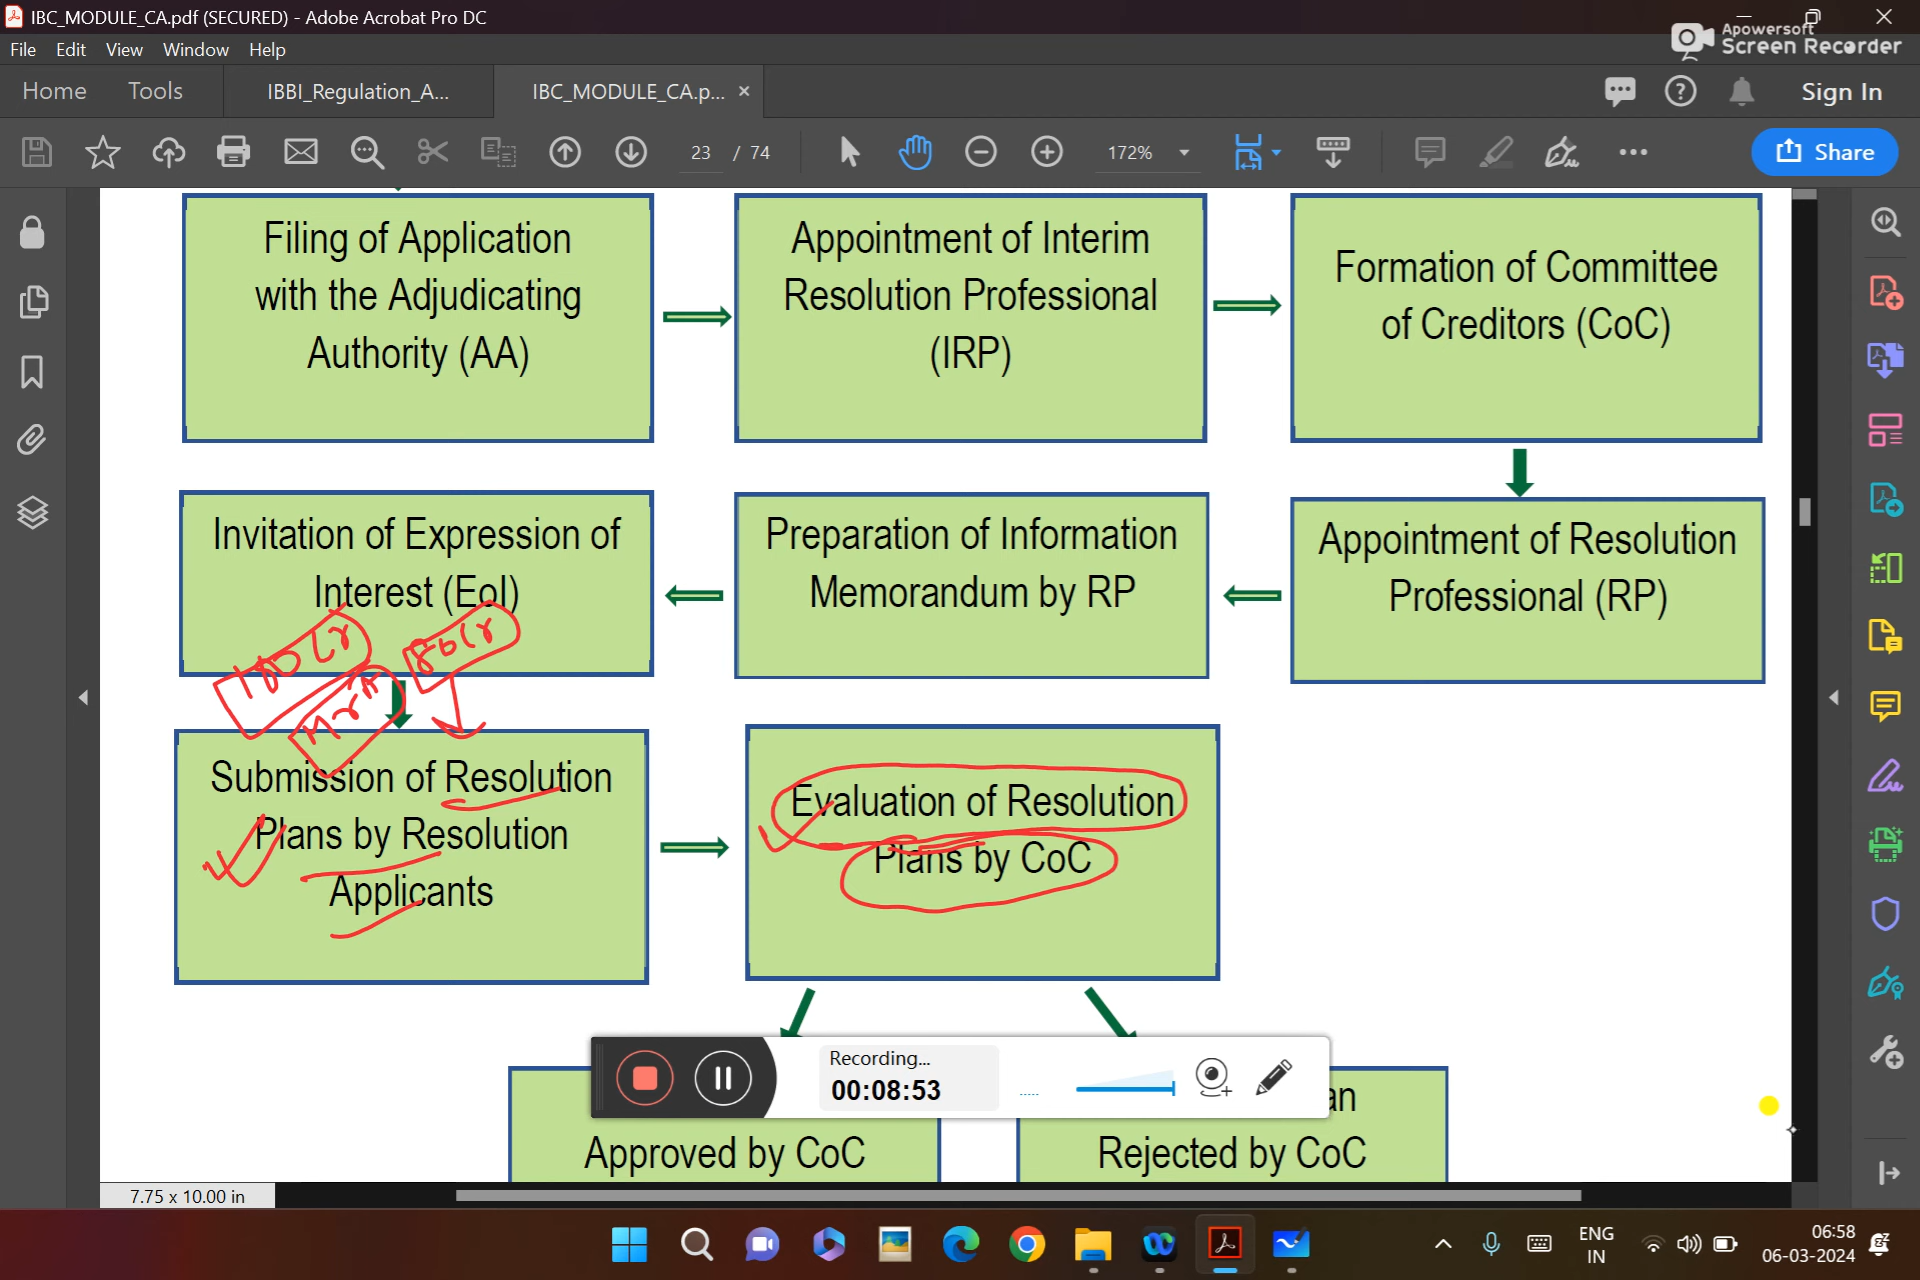 IBC_MODULE_CA.pdf (SECURED) - Adobe Acrobat Pro DC
Apowersoft
Screen Recorder
File Edit View Window Help
Home Tools IBBI_Regulation_A... IBC_MODULE_CA.p... × Sign In
23 / 74 172% Share
Filing of Application
with the Adjudicating
Authority (AA)
Appointment of Interim
Resolution Professional
(IRP)
Formation of Committee
of Creditors (CoC)
Invitation of Expression of
Interest (EoI)
Preparation of Information
Memorandum by RP
Appointment of Resolution
Professional (RP)
Submission of Resolution
Plans by Resolution
Applicants
Evaluation of Resolution
Plans by CoC
Recording...
00:08:53
an
Approved by CoC
Rejected by CoC
7.75 x 10.00 in
ENG
IN
06:58
06-03-2024